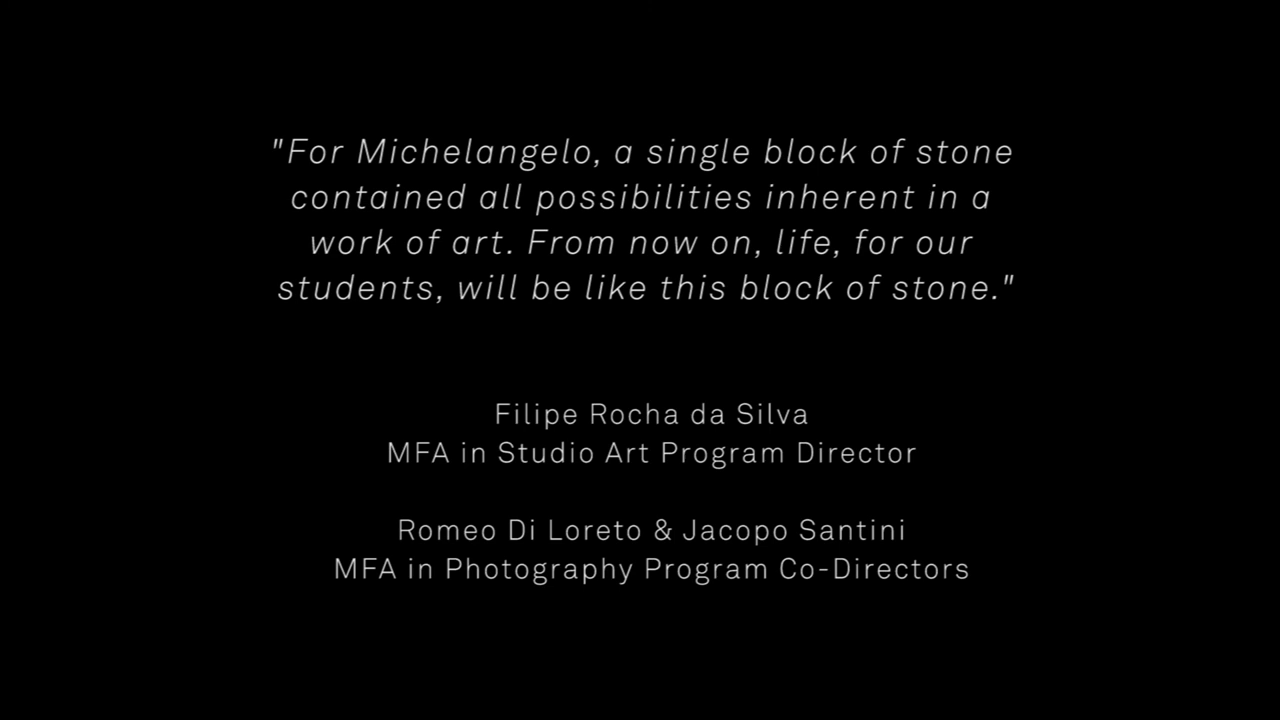 "For Michelangelo, a single block of stone
contained all possibilities inherent in a
work of art. From now on, life, for our
students, will be like this block of stone."
Filipe Rocha da Silva
MFA in Studio Art Program Director
Romeo Di Loreto & Jacopo Santini
MFA in Photography Program Co-Directors